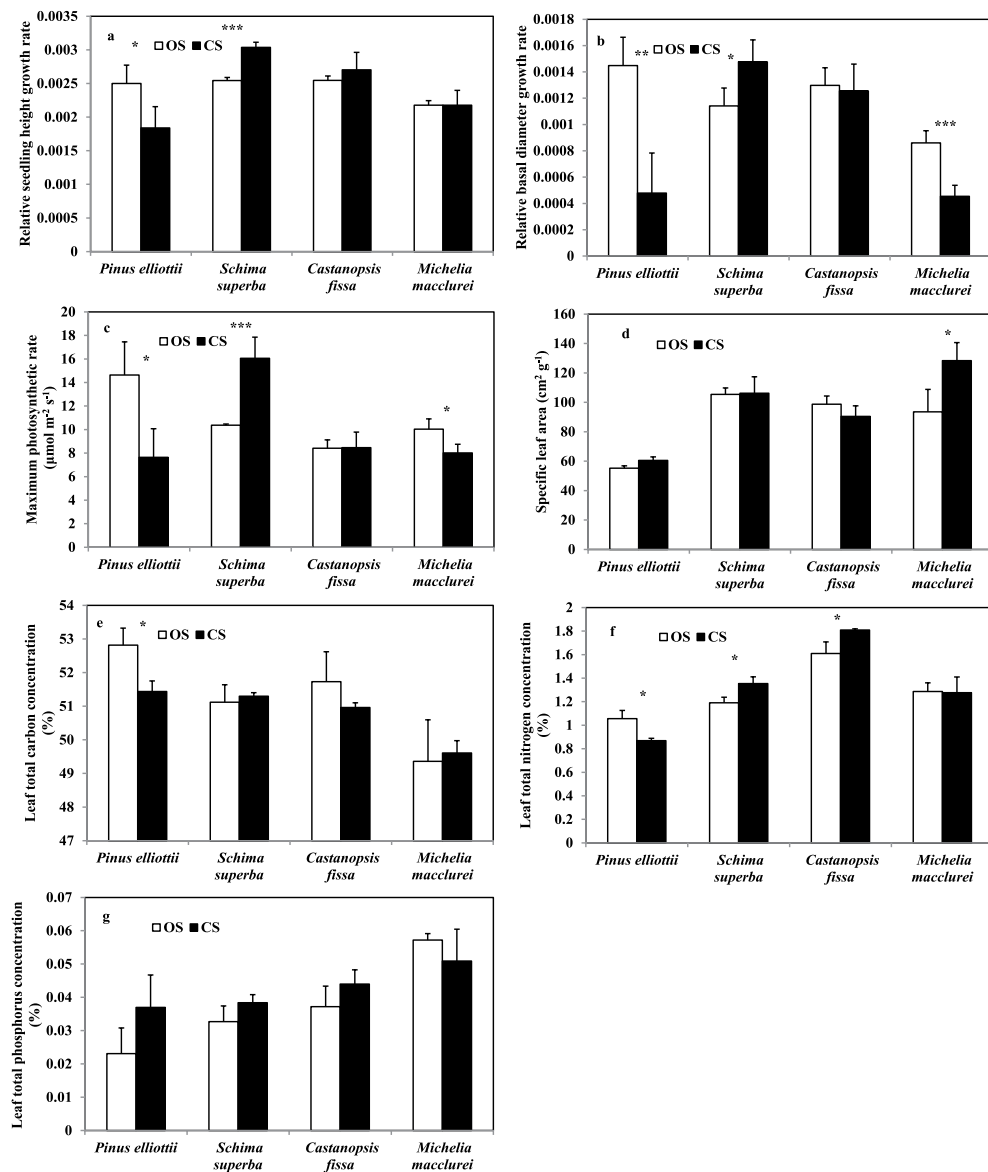 Relative seedling height growth rate
0.0035
0.003
0.0025
0.002
0.0015
0.001
0.0005
0
a
OS CS
*
***
Pinus elliottii
Schima
superba
Castanopsis
fissa
Michelia
macclurei
Relative basal diameter growth rate
0.0018
0.0016
0.0014
0.0012
0.001
0.0008
0.0006
0.0004
0.0002
0
b
OS CS
**
*
***
Pinus elliottii
Schima
superba
Castanopsis
fissa
Michelia
macclurei
Maximum photosynthetic rate
(μmol m-2 s-1)
20
18
16
14
12
10
8
6
4
2
0
c
OS CS
*
***
*
Pinus elliottii
Schima
superba
Castanopsis
fissa
Michelia
macclurei
Specific leaf area (cm2 g-1)
160
140
120
100
80
60
40
20
0
d
OS CS
*
Pinus elliottii
Schima
superba
Castanopsis
fissa
Michelia
macclurei
Leaf total carbon concentration
(%)
54
53
52
51
50
49
48
47
e
OS CS
*
Pinus elliottii
Schima
superba
Castanopsis
fissa
Michelia
macclurei
Leaf total nitrogen concentration
(%)
2
1.8
1.6
1.4
1.2
1
0.8
0.6
0.4
0.2
0
f
OS CS
*
*
*
Pinus elliottii
Schima
superba
Castanopsis
fissa
Michelia
macclurei
Leaf total phosphorus concentration
(%)
0.07
0.06
0.05
0.04
0.03
0.02
0.01
0
g
OS CS
Pinus elliottii
Schima
superba
Castanopsis
fissa
Michelia
macclurei